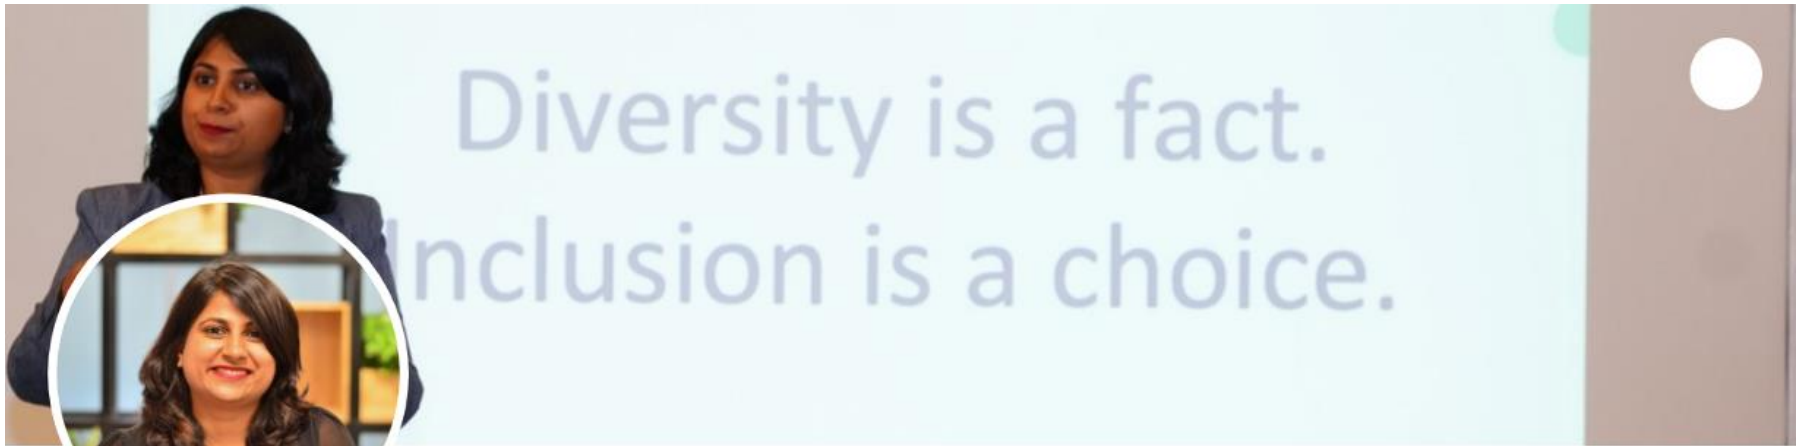 Diversity is a fact.
Inclusion is a choice.